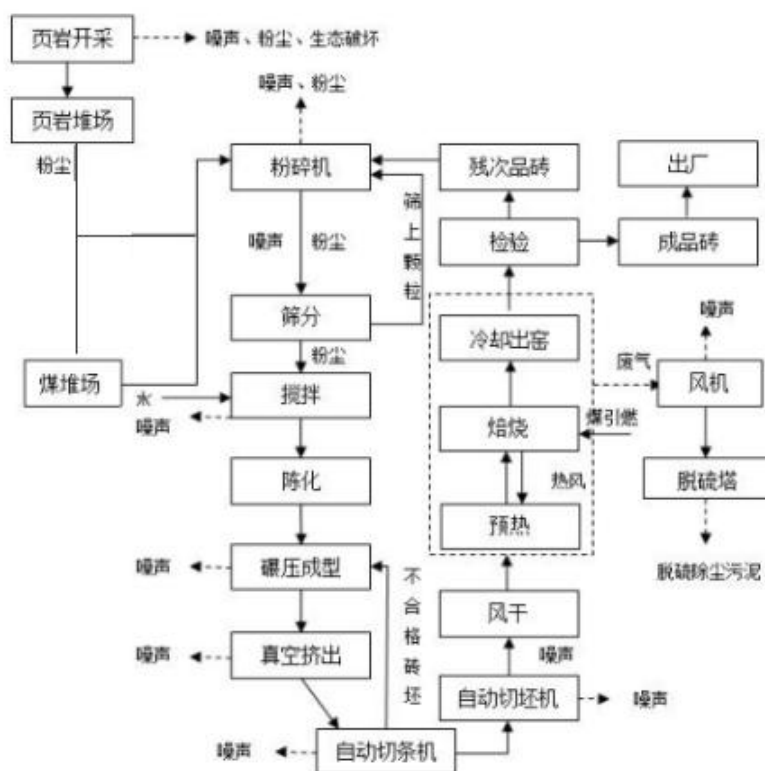 页岩开采
噪声、粉尘、生态破坏
页岩堆场
噪声、粉尘
粉尘
粉碎机
残次品砖
出厂
筛上颗粒
噪声
粉尘
检验
成品砖
筛分
冷却出窑
噪声
粉尘
废气
煤堆场
水
搅拌
风机
噪声
焙烧
煤引燃
陈化
热风
脱硫塔
预热
噪声
碾压成型
不合格砖坯
脱硫除尘污泥
风干
噪声
真空挤出
噪声
自动切坯机
噪声
噪声
自动切条机